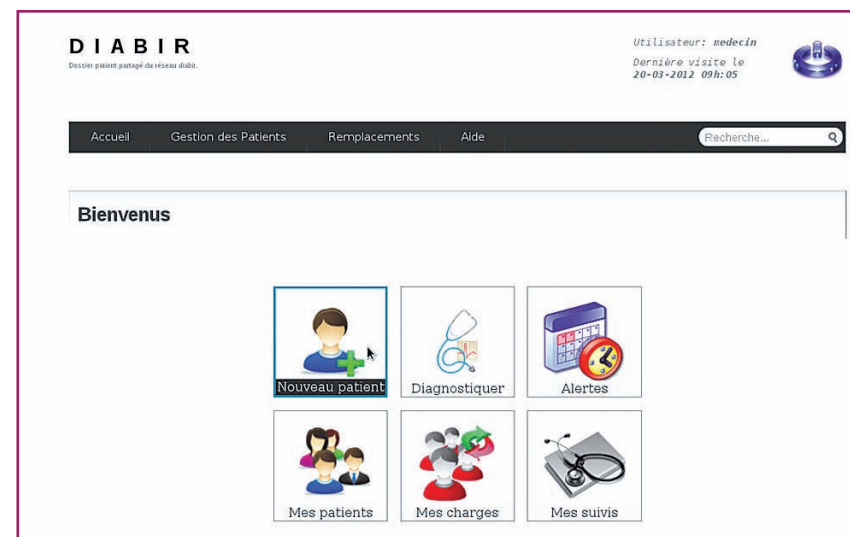 DIABIR
Dossier patient partagé du réseau diabir.
Utilisateur: medecin
Dernière visite le
20-03-2012 09h:05
Accueil Gestion des Patients Remplacements Aide Recherche...
Bienvenus
Nouveau patient Diagnostiquer Alertes
Mes patients Mes charges Mes suivis